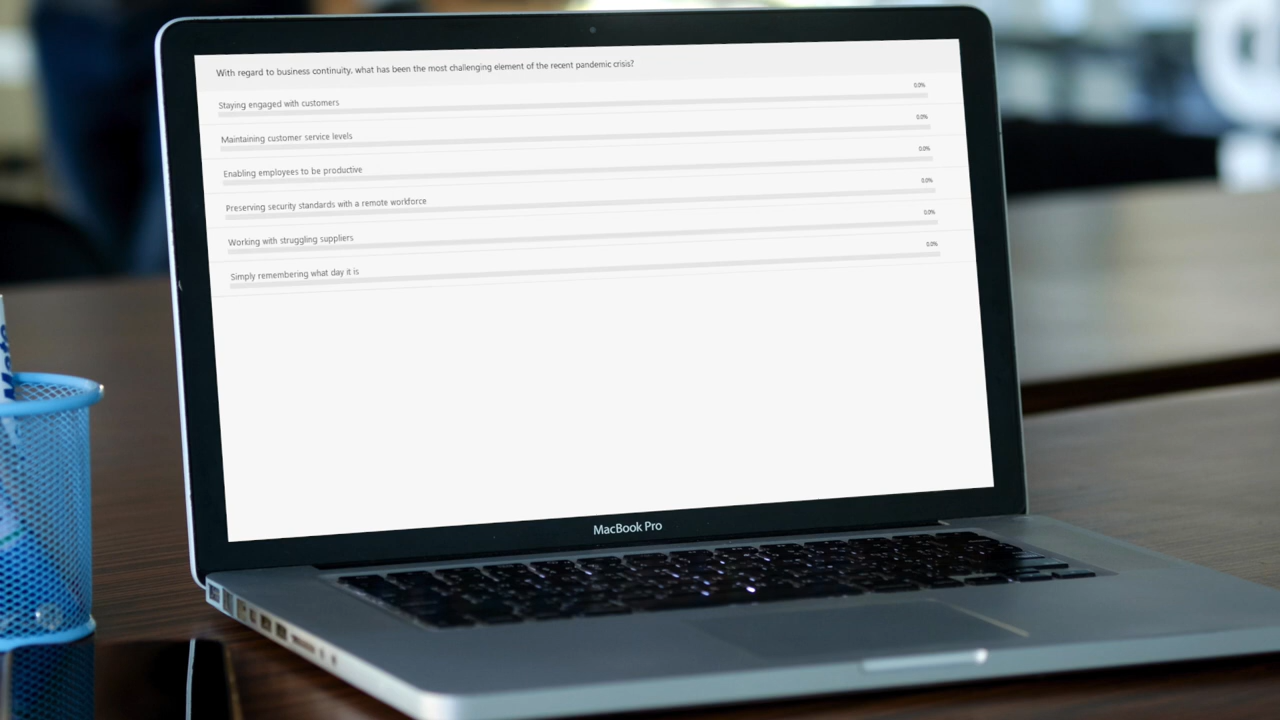 With regard to business continuity, what has been the most challenging element of the recent pandemic crisis?
Staying engaged with customers
0.0%
Maintaining customer service levels
0.0%
Enabling employees to be productive
0.0%
Preserving security standards with a remote workforce
0.0%
Working with struggling suppliers
0.0%
Simply remembering what day it is
0.0%
MacBook Pro